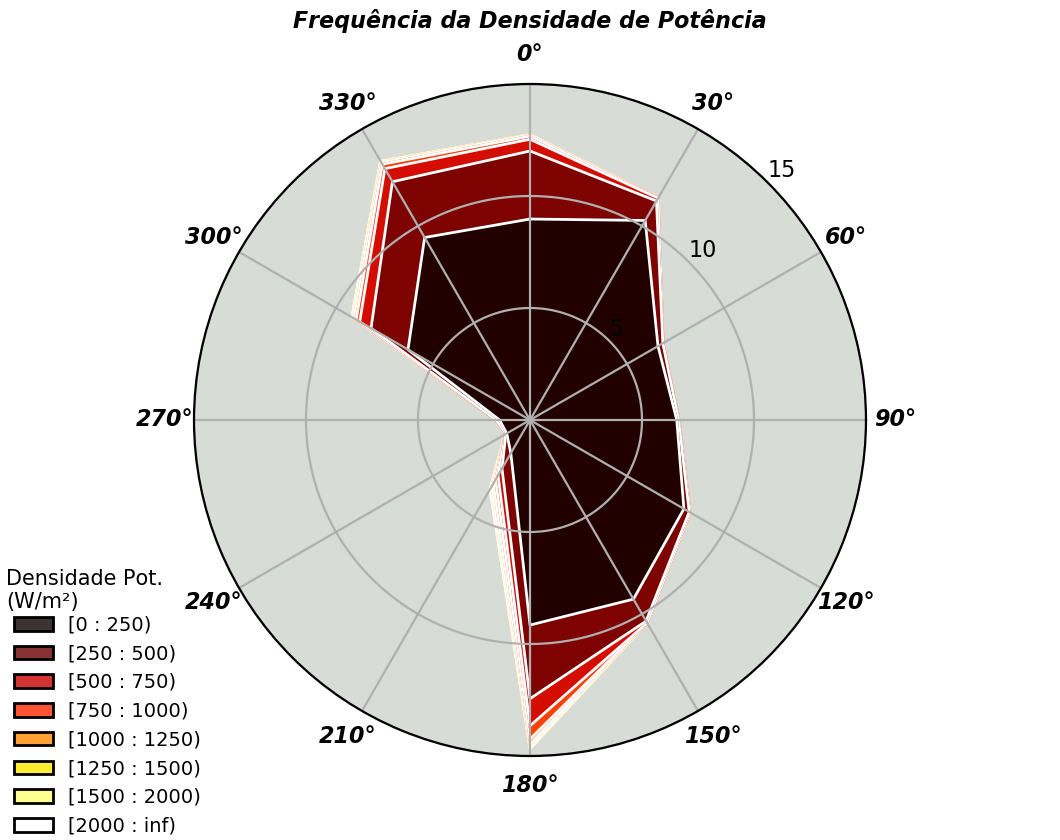 Frequência da Densidade de Potência
0°
330°
30°
15
300°
60°
10
5
270°
90°
240°
120°
210°
150°
180°
Densidade Pot.
(W/m²)
[0 : 250)
[250 : 500)
[500 : 750)
[750 : 1000)
[1000 : 1250)
[1250 : 1500)
[1500 : 2000)
[2000 : inf)